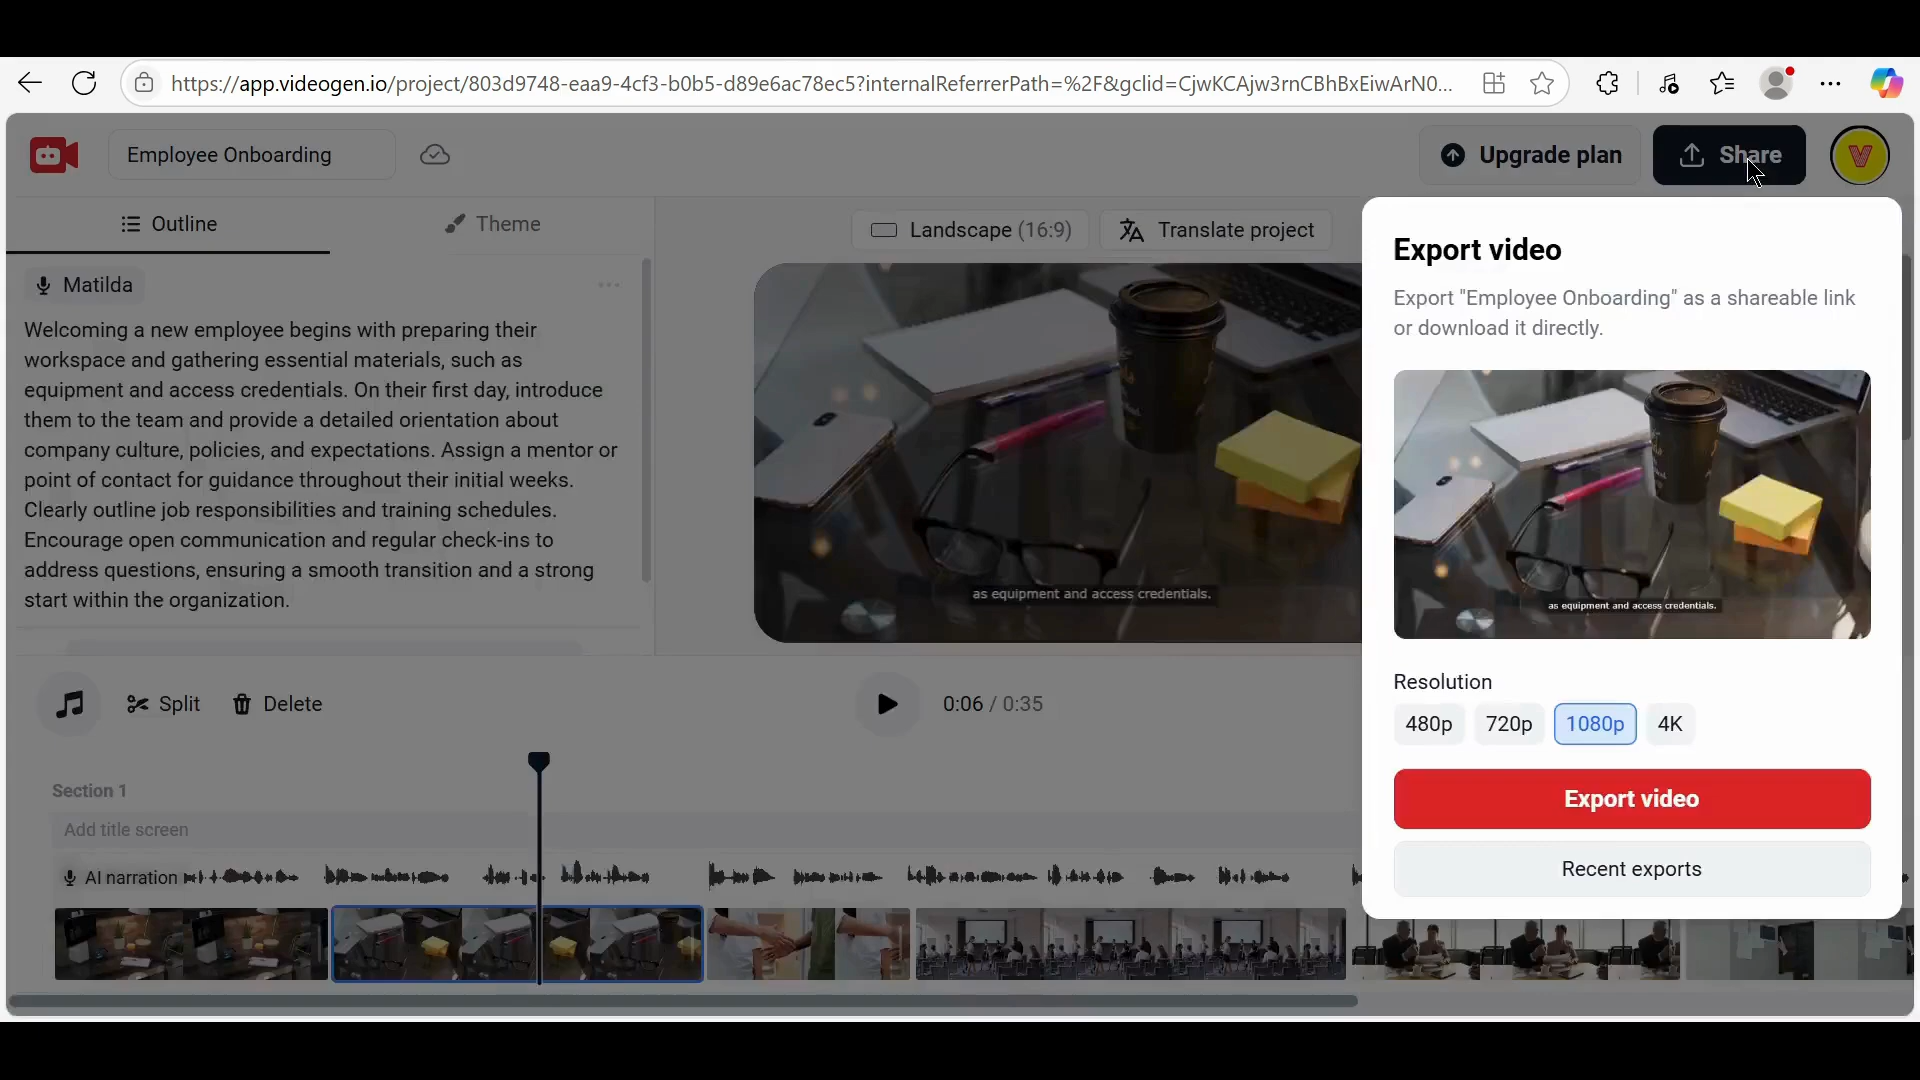 https://app.videogen.io/project/803d9748-eaa9-4cf3-b0b5-d89e6ac78ec5?internalReferrerPath=%2F&gclid=CjwKCAjw3rnCBhBxEiwArN0...
Employee Onboarding
Upgrade plan
Share
V
Outline
Theme
Landscape (16:9)
Translate project
Matilda
Welcoming a new employee begins with preparing their
workspace and gathering essential materials, such as
equipment and access credentials. On their first day, introduce
them to the team and provide a detailed orientation about
company culture, policies, and expectations. Assign a mentor or
point of contact for guidance throughout their initial weeks.
Clearly outline job responsibilities and training schedules.
Encourage open communication and regular check-ins to
address questions, ensuring a smooth transition and a strong
start within the organization.
as equipment and access credentials.
Export video
Export "Employee Onboarding" as a shareable link
or download it directly.
as equipment and access credentials.
Resolution
480p
720p
1080p
4K
Export video
Recent exports
Split
Delete
0:06 / 0:35
Section 1
Add title screen
AI narration